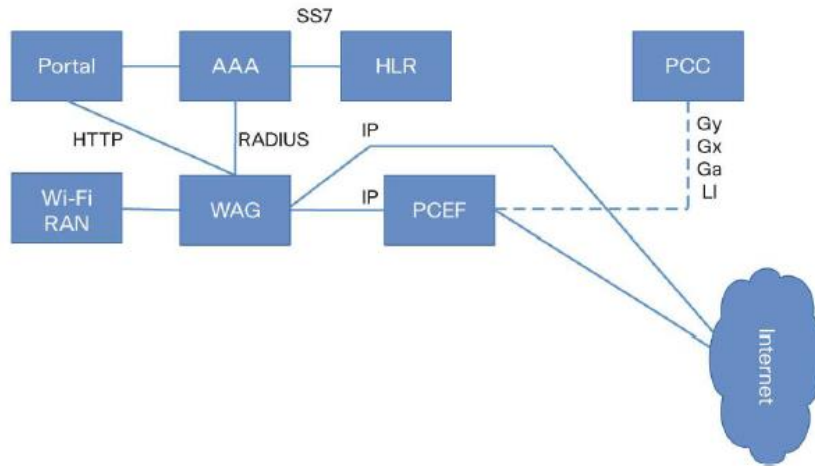 SS7
Portal
AAA
HLR
PCC
HTTP
RADIUS
IP
Gy
Gx
Ga
LI
Wi-Fi
RAN
WAG
IP
PCEF
Internet